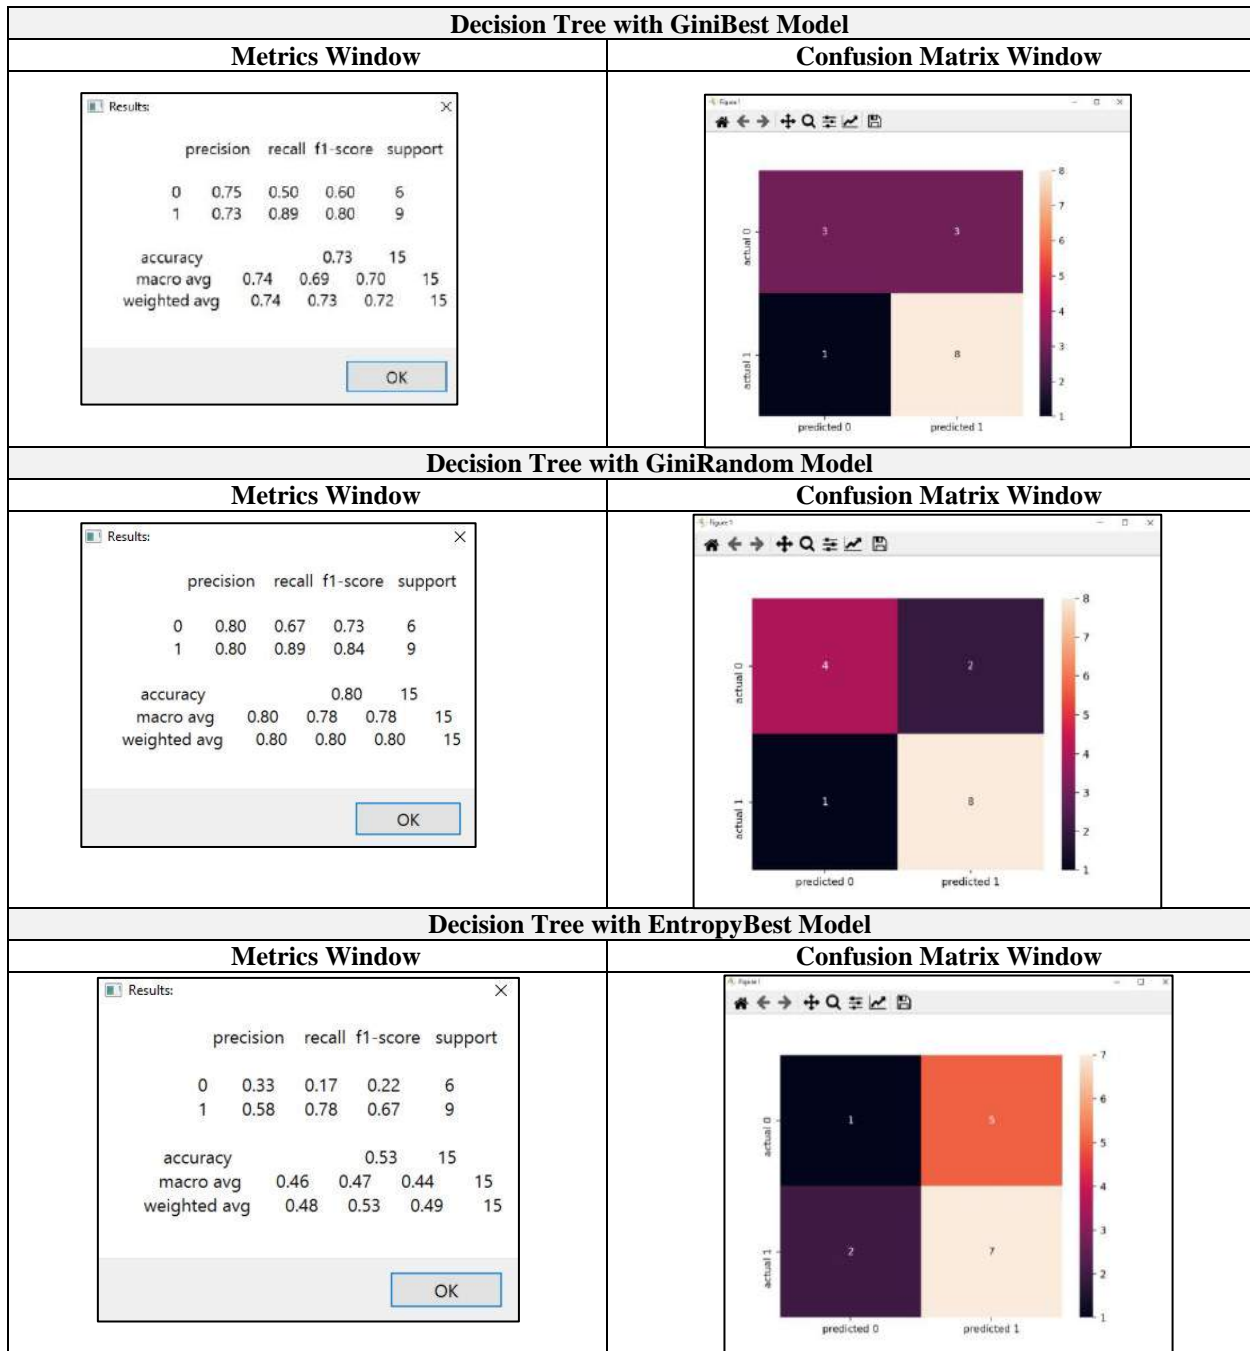 Decision Tree with GiniBest Model
Metrics Window Confusion Matrix Window
Results:
precision recall f1-score support
0 0.75 0.50 0.60 6
1 0.73 0.89 0.80 9
accuracy 0.73 15
macro avg 0.74 0.69 0.70 15
weighted avg 0.74 0.73 0.72 15
OK
Figure 1
actual 0
actual 1
3 3
1 8
predicted 0 predicted 1
8
7
6
5
4
3
2
1
Decision Tree with GiniRandom Model
Metrics Window Confusion Matrix Window
Results:
precision recall f1-score support
0 0.80 0.67 0.73 6
1 0.80 0.89 0.84 9
accuracy 0.80 15
macro avg 0.80 0.78 0.78 15
weighted avg 0.80 0.80 0.80 15
OK
Figure 1
actual 0
actual 1
4 2
1 8
predicted 0 predicted 1
8
7
6
5
4
3
2
1
Decision Tree with EntropyBest Model
Metrics Window Confusion Matrix Window
Results:
precision recall f1-score support
0 0.33 0.17 0.22 6
1 0.58 0.78 0.67 9
accuracy 0.53 15
macro avg 0.46 0.47 0.44 15
weighted avg 0.48 0.53 0.49 15
OK
Figure 1
actual 0
actual 1
1 5
2 7
predicted 0 predicted 1
7
6
5
4
3
2
1